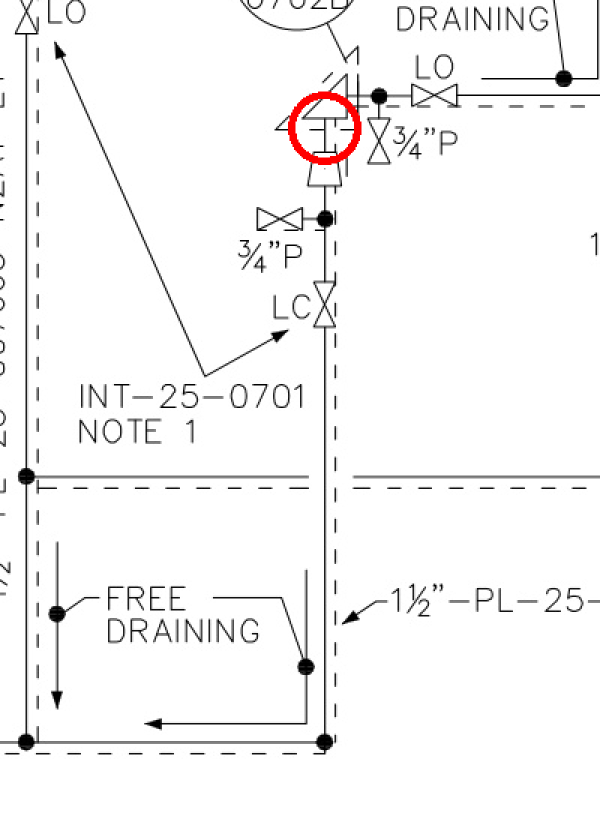 LO
DRAINING
LO
¾"P
¾"P
LC
INT-25-0701
NOTE 1
1½"-PL-25-
FREE
DRAINING